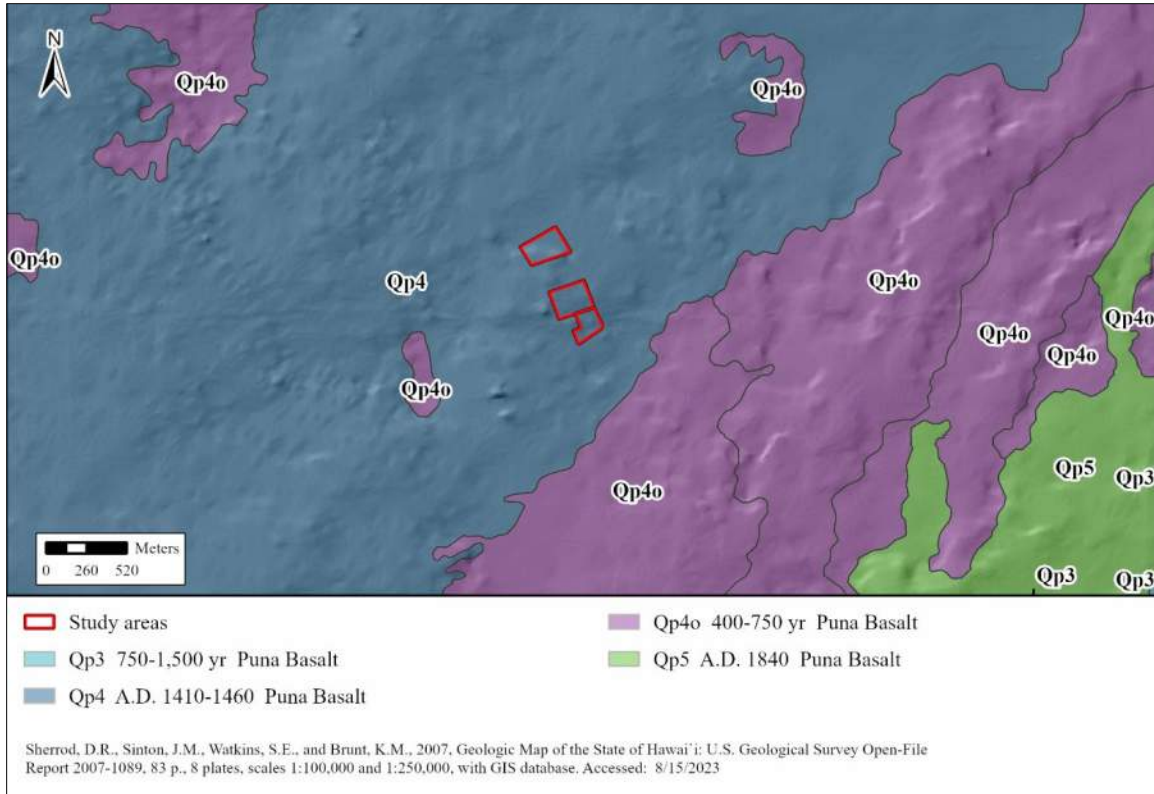 N
Qp4o
Qp4o
Qp4o
Qp4
Qp4o
Qp4o
Qp4o
Qp4o
Qp4o
Qp4o
Qp5
Qp3
Qp3
Qp3
Meters
0 260 520
Study areas
Qp3 750-1,500 yr Puna Basalt
Qp4 A.D. 1410-1460 Puna Basalt
Qp4o 400-750 yr Puna Basalt
Qp5 A.D. 1840 Puna Basalt
Sherrod, D.R., Sinton, J.M., Watkins, S.E., and Brunt, K.M., 2007, Geologic Map of the State of Hawai`i: U.S. Geological Survey Open-File
Report 2007-1089, 83 p., 8 plates, scales 1:100,000 and 1:250,000, with GIS database. Accessed: 8/15/2023